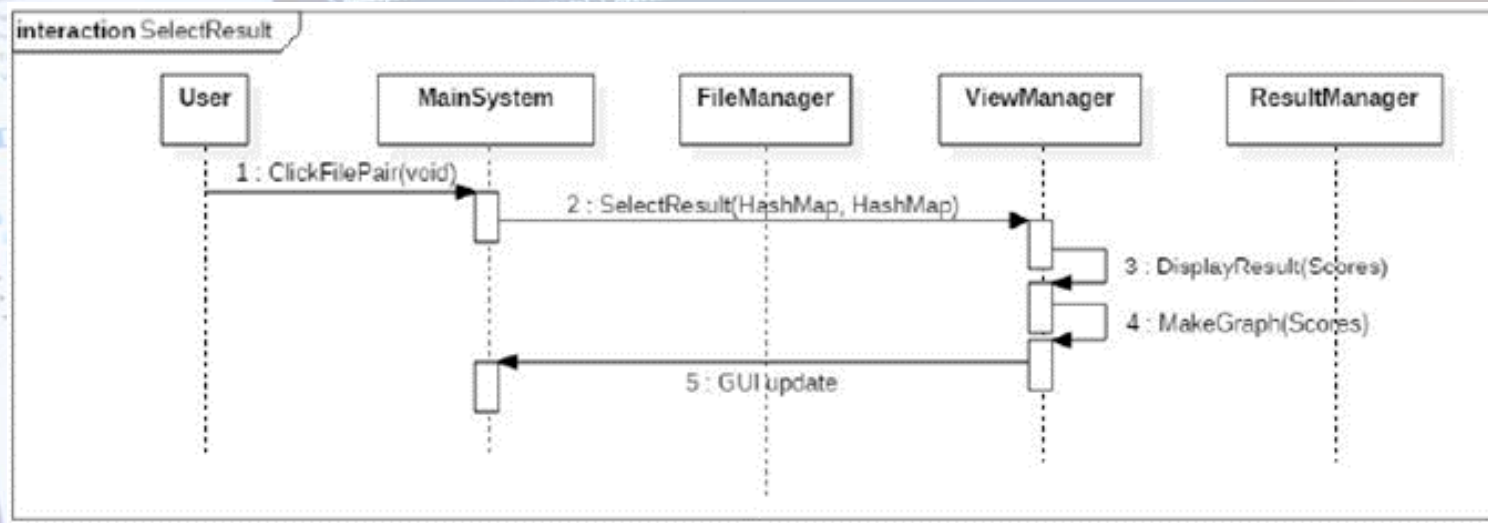 interaction SelectResult
User
MainSystem
FileManager
ViewManager
ResultManager
1 : ClickFilePair(void)
2 : SelectResult(HashMap, HashMap)
3 : DisplayResult(Scores)
4 : MakeGraph(Scores)
5 : GUI update